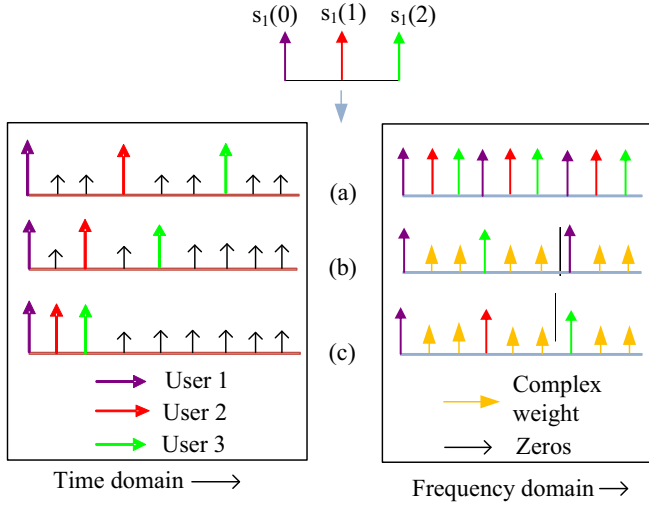 s₁(0) s₁(1) s₁(2)
(a)
(b)
(c)
User 1
User 2
User 3
Complex
weight
Zeros
Time domain
Frequency domain